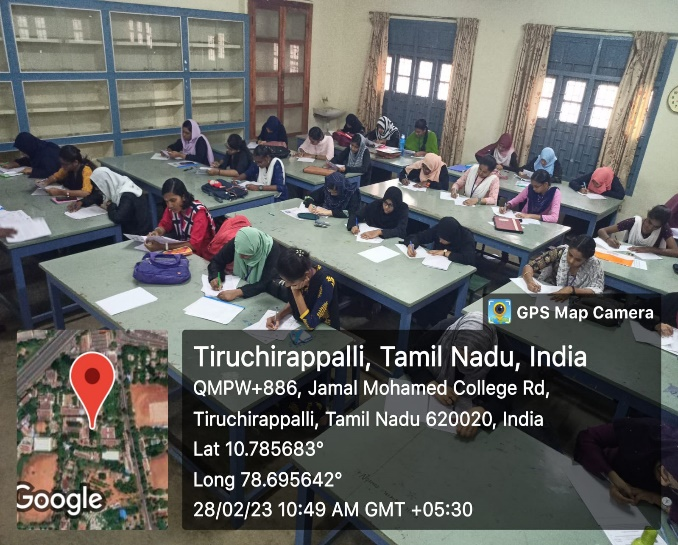 GPS Map Camera
Tiruchirappalli, Tamil Nadu, India
QMPW+886, Jamal Mohamed College Rd,
Tiruchirappalli, Tamil Nadu 620020, India
Lat 10.785683°
Long 78.695642°
28/02/23 10:49 AM GMT +05:30
Google